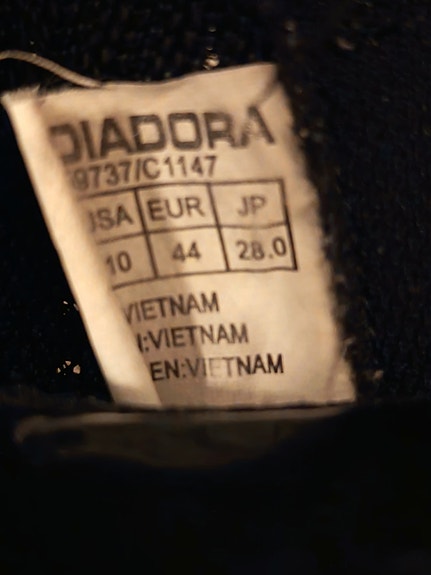 DIADORA
9737/C1147
USA EUR JP
10 44 28.0
VIETNAM
:VIETNAM
EN:VIETNAM